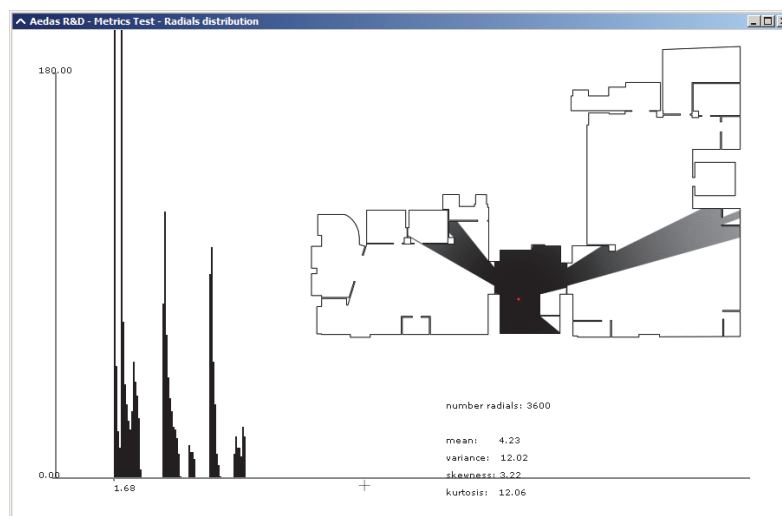 Aedas R&D - Metrics Test - Radials distribution
180.00
number radials: 3600
mean: 4.23
variance: 12.02
skewness: 3.22
kurtosis: 12.06
0.00
1.68